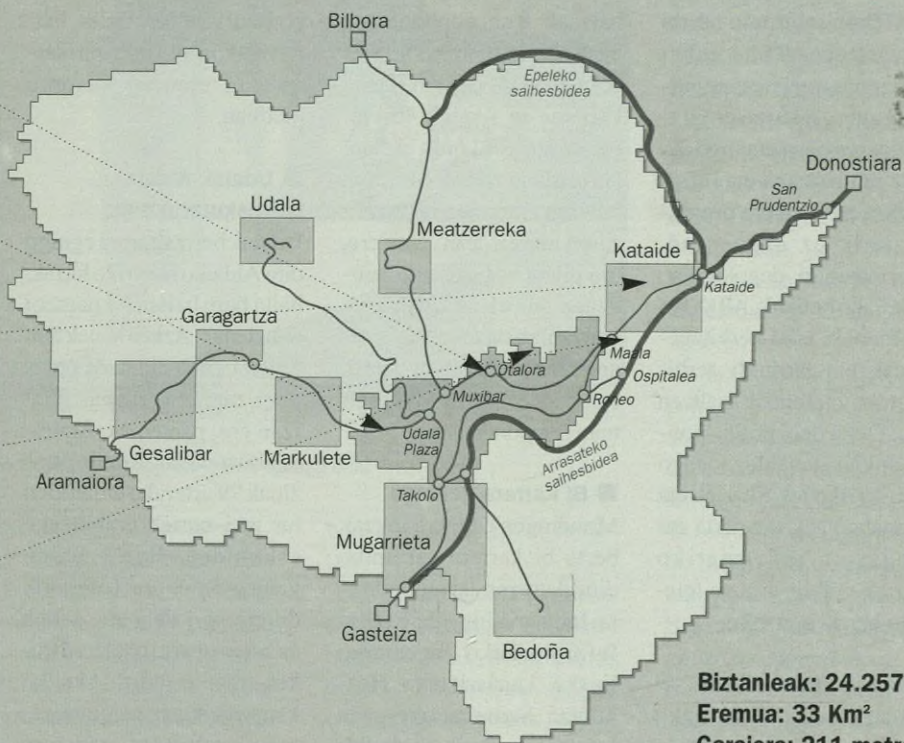 Bilbora
Epeleko
saihesbidea
Donostiara
San
Prudentzio
Udala
Meatzerreka
Kataide
Kataide
Garagartza
Maala
Otalora
Ospitalea
Muxibar
Roneo
Udala
Plaza
Gesalibar
Markulete
Arrasateko
saihesbidea
Aramaiora
Takolo
Mugarrieta
Gasteiza
Bedoña
Biztanleak: 24.257
Eremua: 33 Km²